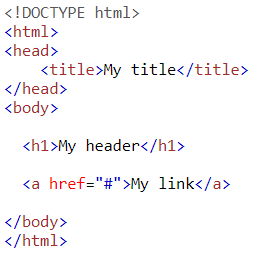 <!DOCTYPE html>
<html>
<head>
    <title>My title</title>
</head>
<body>

  <h1>My header</h1>

  <a href="#">My link</a>

</body>
</html>